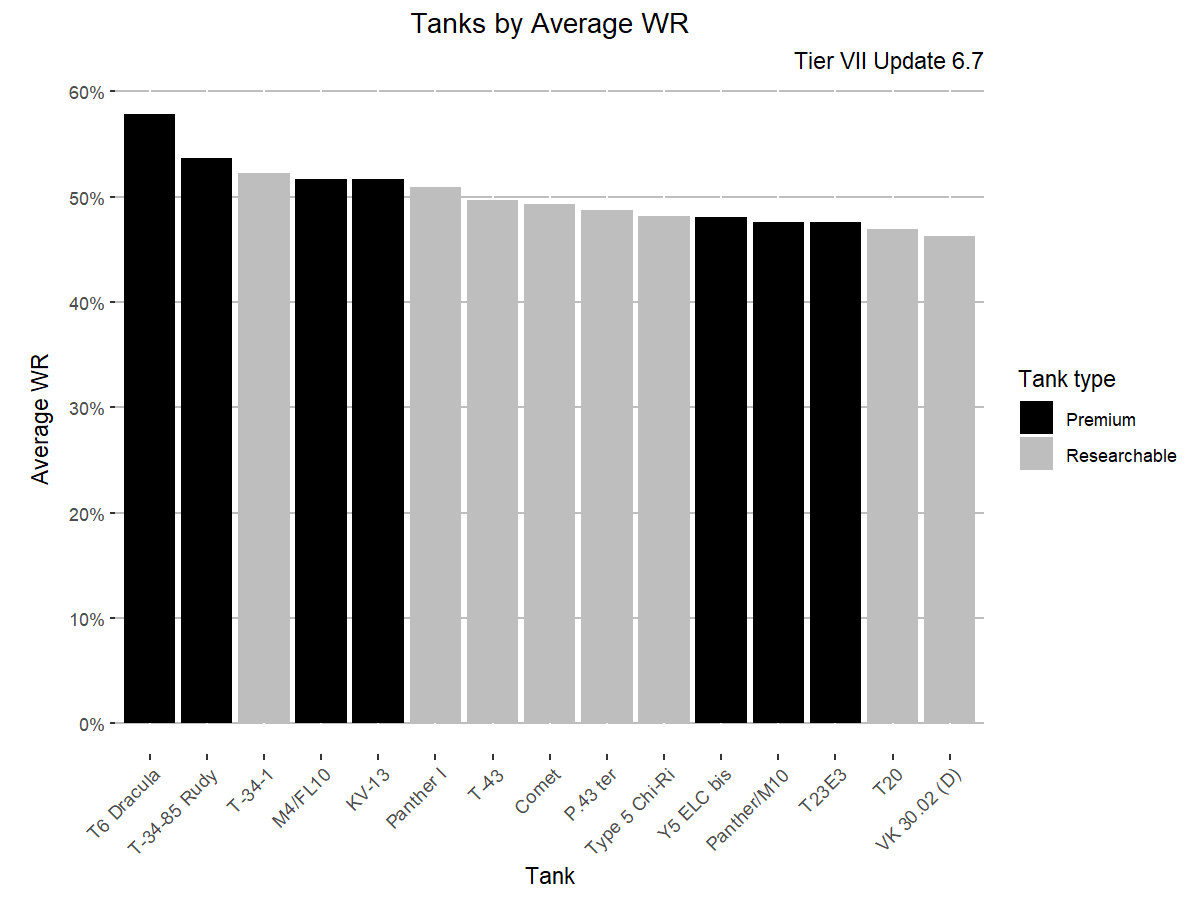 Tanks by Average WR
Tier VII Update 6.7
60%
50%
40%
30%
20%
10%
0%
Average WR
T6 Dracula
T-34-85 Rudy
T-34-1
M4/FL10
KV-13
Panther I
T-43
Comet
P.43 ter
Type 5 Chi-Ri
Y5 ELC bis
Panther/M10
T23E3
T20
VK 30.02 (D)
Tank
Tank type
Premium
Researchable